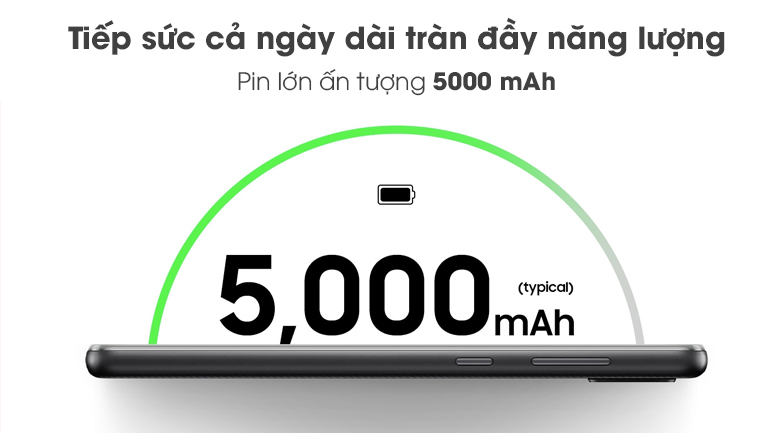 Tiếp sức cả ngày dài tràn đầy năng lượng
Pin lớn ấn tượng 5000 mAh
5,000 mAh (typical)